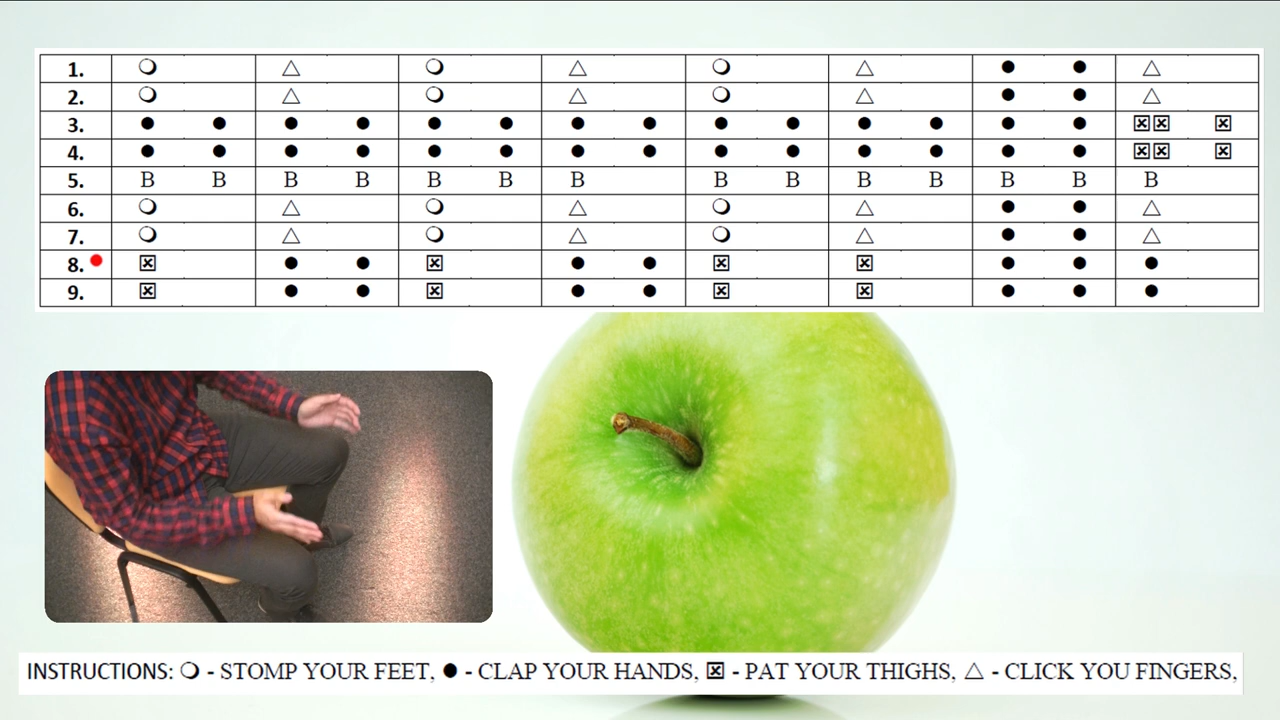 1. ❍ △ ❍ △ ❍ △ ● ● △
2. ❍ △ ❍ △ ❍ △ ● ● △
3. ● ● ● ● ● ● ● ● ● ● ● ● ● ● ☒☒ ☒
4. ● ● ● ● ● ● ● ● ● ● ● ● ● ● ☒☒ ☒
5. B B B B B B B B B B B B B B
6. ❍ △ ❍ △ ❍ △ ● ● △
7. ❍ △ ❍ △ ❍ △ ● ● △
8. ☒ ● ● ☒ ● ● ☒ ☒ ● ● ●
9. ☒ ● ● ☒ ● ● ☒ ☒ ● ● ●
INSTRUCTIONS: ❍ - STOMP YOUR FEET, ● - CLAP YOUR HANDS, ☒ - PAT YOUR THIGHS, △ - CLICK YOU FINGERS,